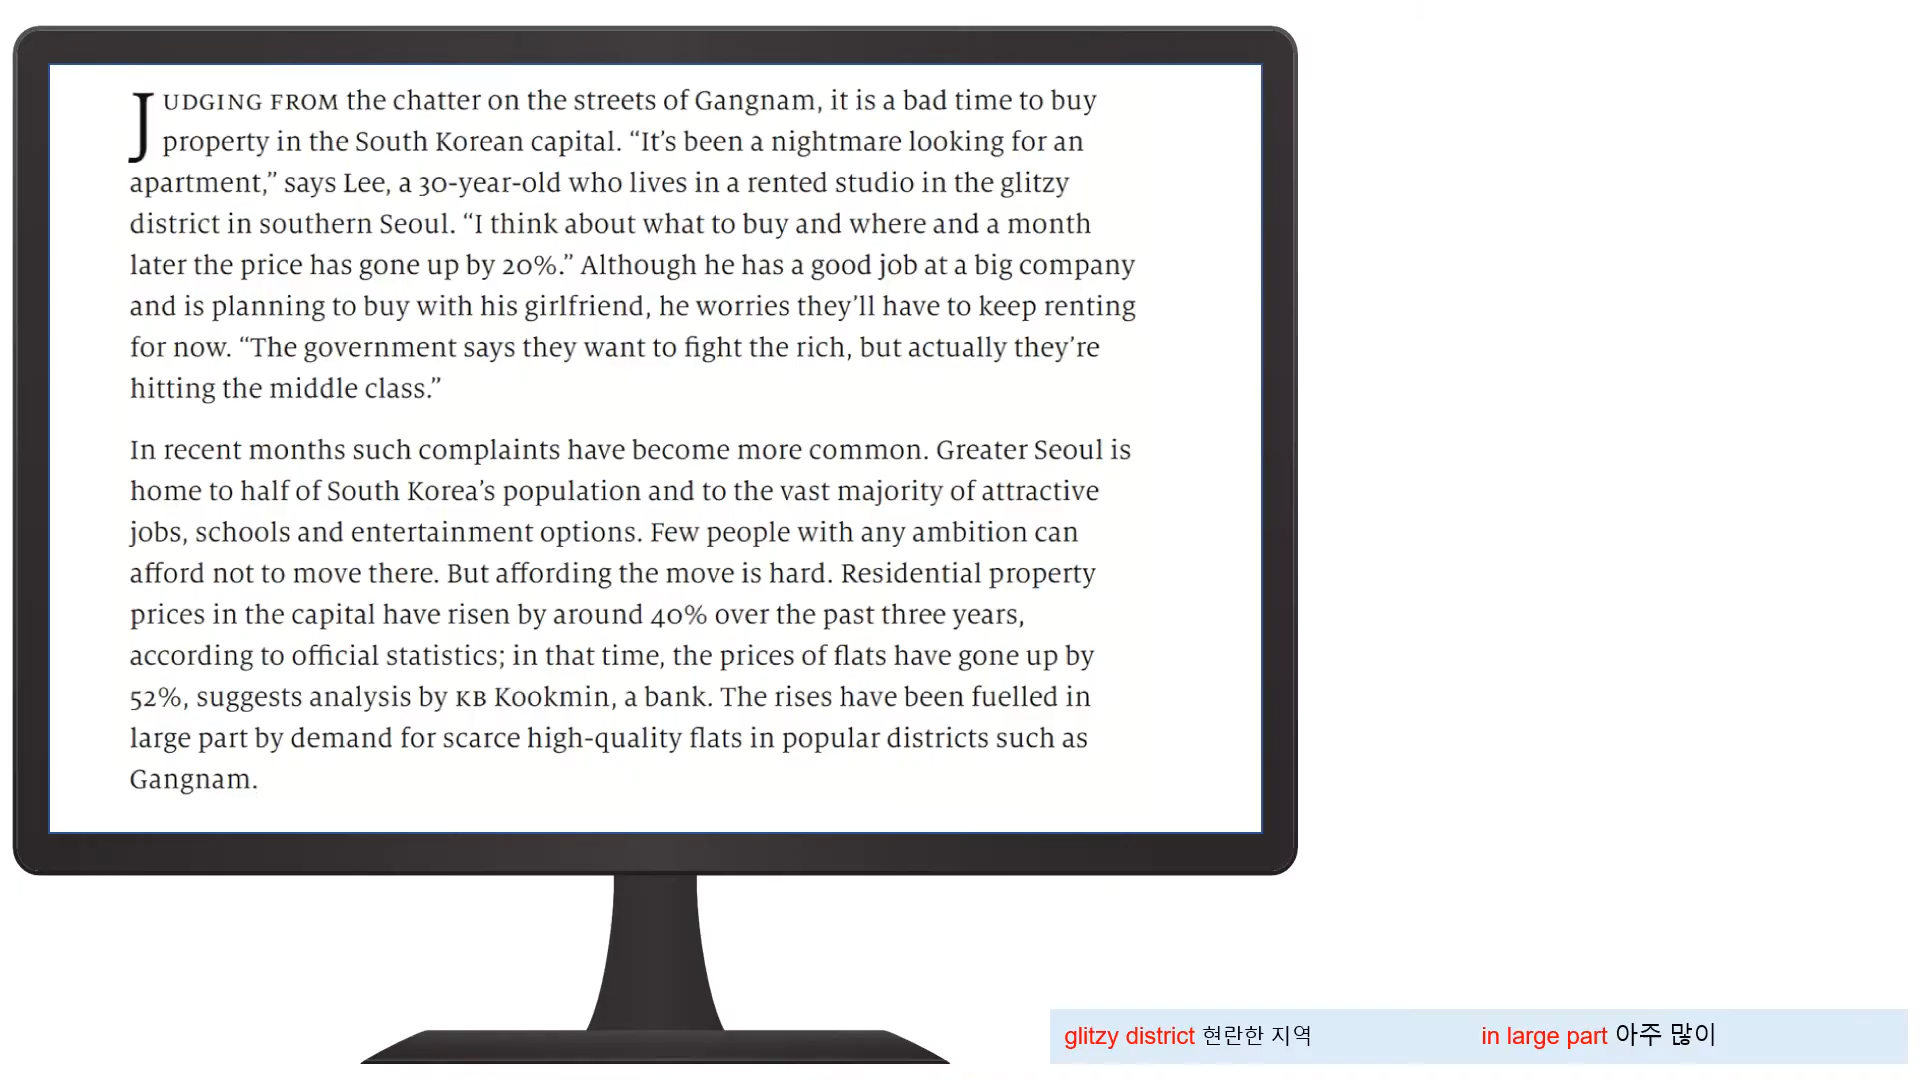 JUDGING FROM the chatter on the streets of Gangnam, it is a bad time to buy
property in the South Korean capital. “It’s been a nightmare looking for an
apartment,” says Lee, a 30-year-old who lives in a rented studio in the glitzy
district in southern Seoul. “I think about what to buy and where and a month
later the price has gone up by 20%.” Although he has a good job at a big company
and is planning to buy with his girlfriend, he worries they’ll have to keep renting
for now. “The government says they want to fight the rich, but actually they’re
hitting the middle class.”
In recent months such complaints have become more common. Greater Seoul is
home to half of South Korea’s population and to the vast majority of attractive
jobs, schools and entertainment options. Few people with any ambition can
afford not to move there. But affording the move is hard. Residential property
prices in the capital have risen by around 40% over the past three years,
according to official statistics; in that time, the prices of flats have gone up by
52%, suggests analysis by KB Kookmin, a bank. The rises have been fuelled in
large part by demand for scarce high-quality flats in popular districts such as
Gangnam.
glitzy district 현란한 지역 in large part 아주 많이